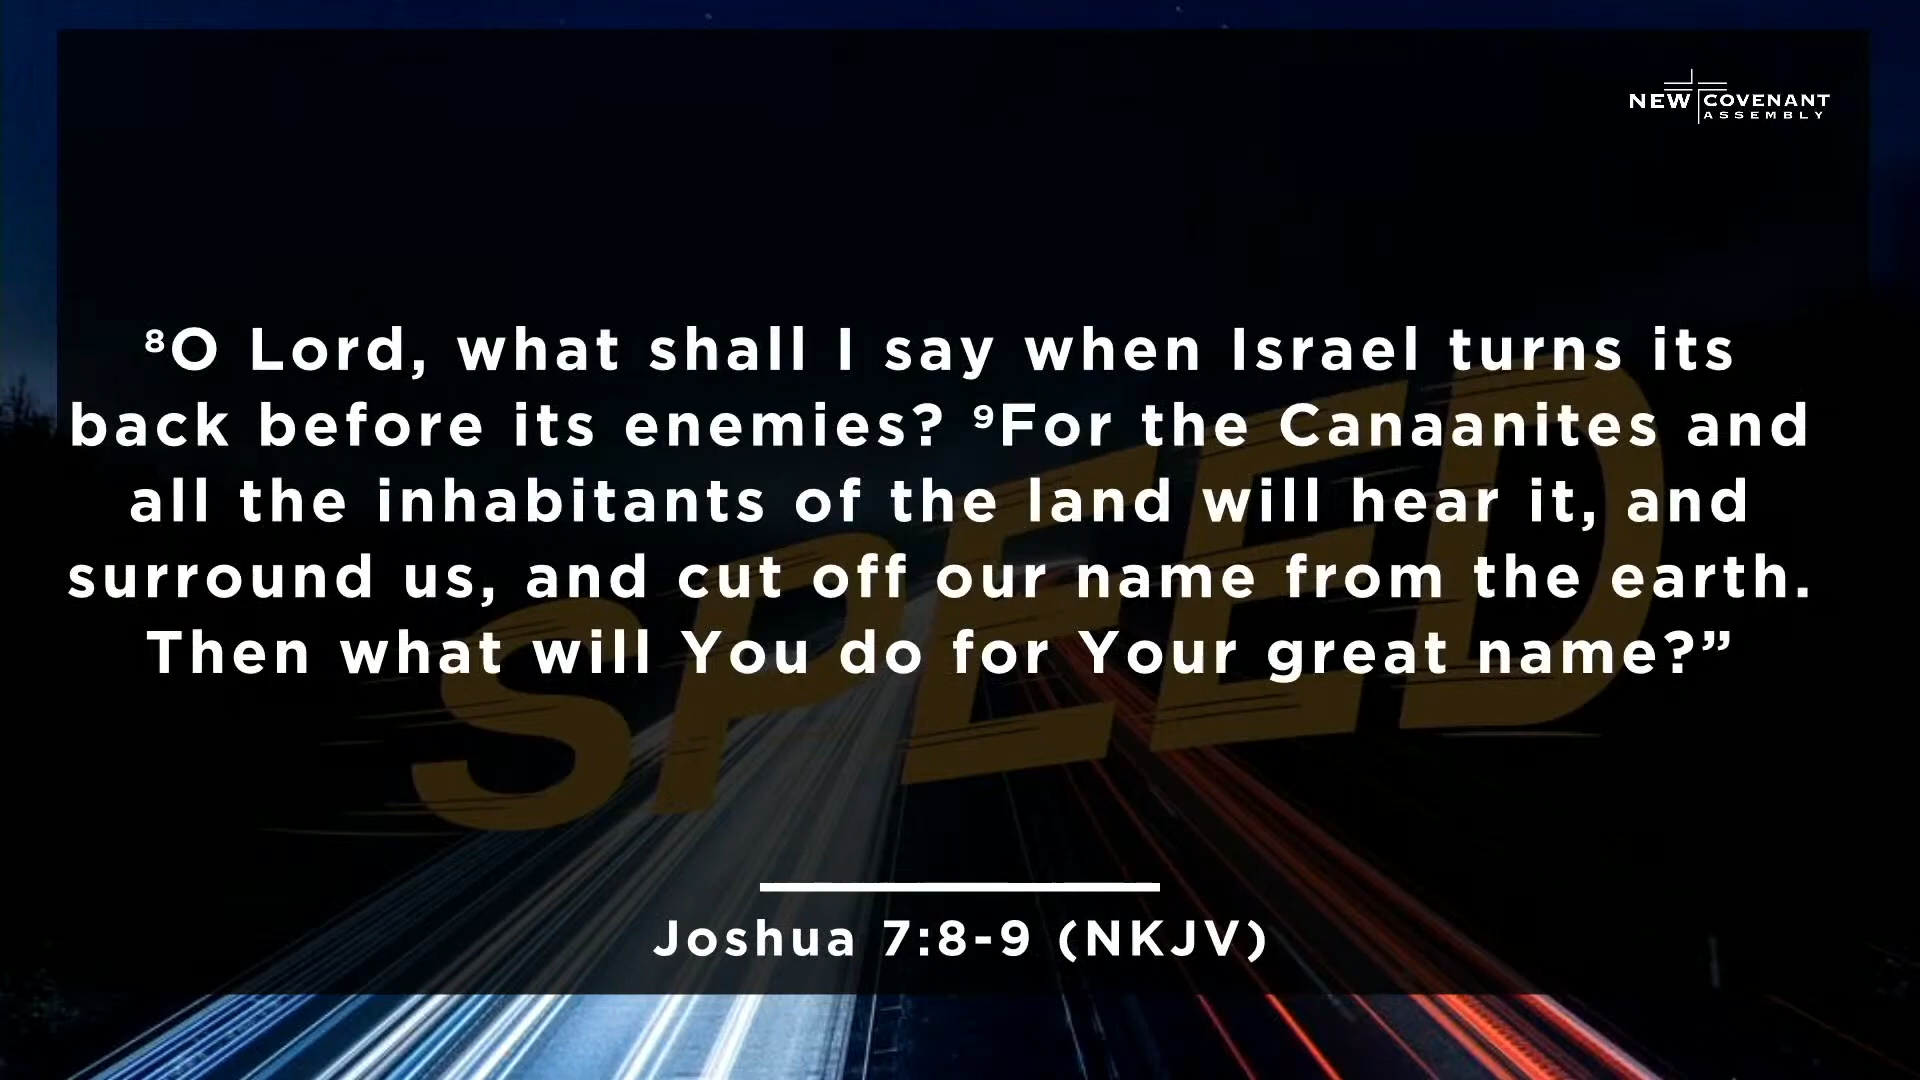 NEW COVENANT
ASSEMBLY
⁸O Lord, what shall I say when Israel turns its
back before its enemies? ⁹For the Canaanites and
all the inhabitants of the land will hear it, and
surround us, and cut off our name from the earth.
Then what will You do for Your great name?”
SPEED
Joshua 7:8-9 (NKJV)